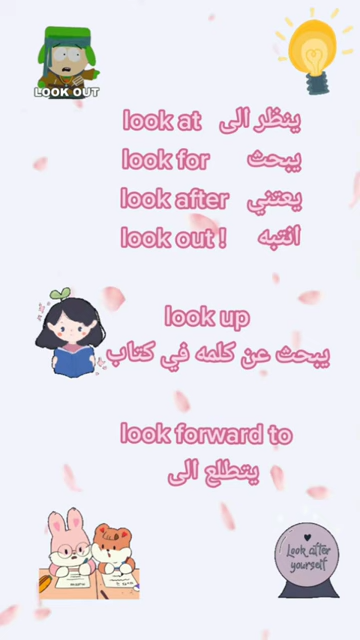 LOOK OUT
look at ينظر الى
look for يبحث
look after يعتني
look out ! انتبه
look up
يبحث عن كلمه في كتاب
look forward to
يتطلع الى
Look after
yourself